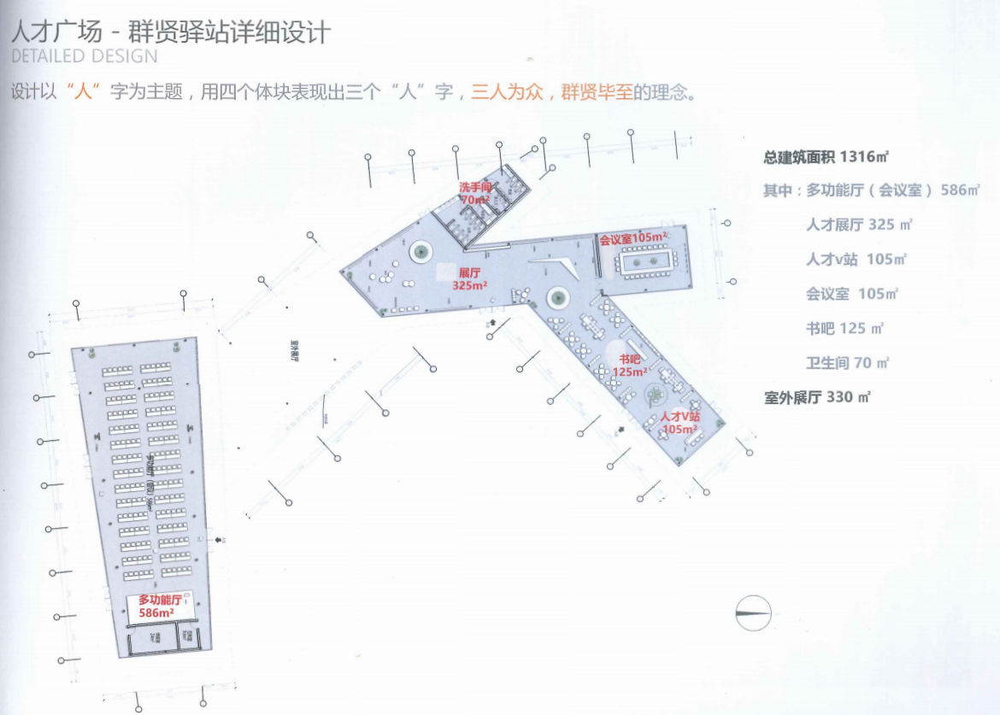 人才广场 - 群贤驿站详细设计
DETAILED DESIGN
设计以“人”字为主题，用四个体块表现出三个“人”字，三人为众，群贤毕至的理念。
总建筑面积 1316㎡
其中：多功能厅（会议室）586㎡
人才展厅 325 ㎡
人才v站 105㎡
会议室 105㎡
书吧 125 ㎡
卫生间 70 ㎡
室外展厅 330 ㎡
洗手间
70m²
会议室105m²
展厅
325m²
室外展厅
书吧
125m²
人才V站
105m²
多功能厅
586m²